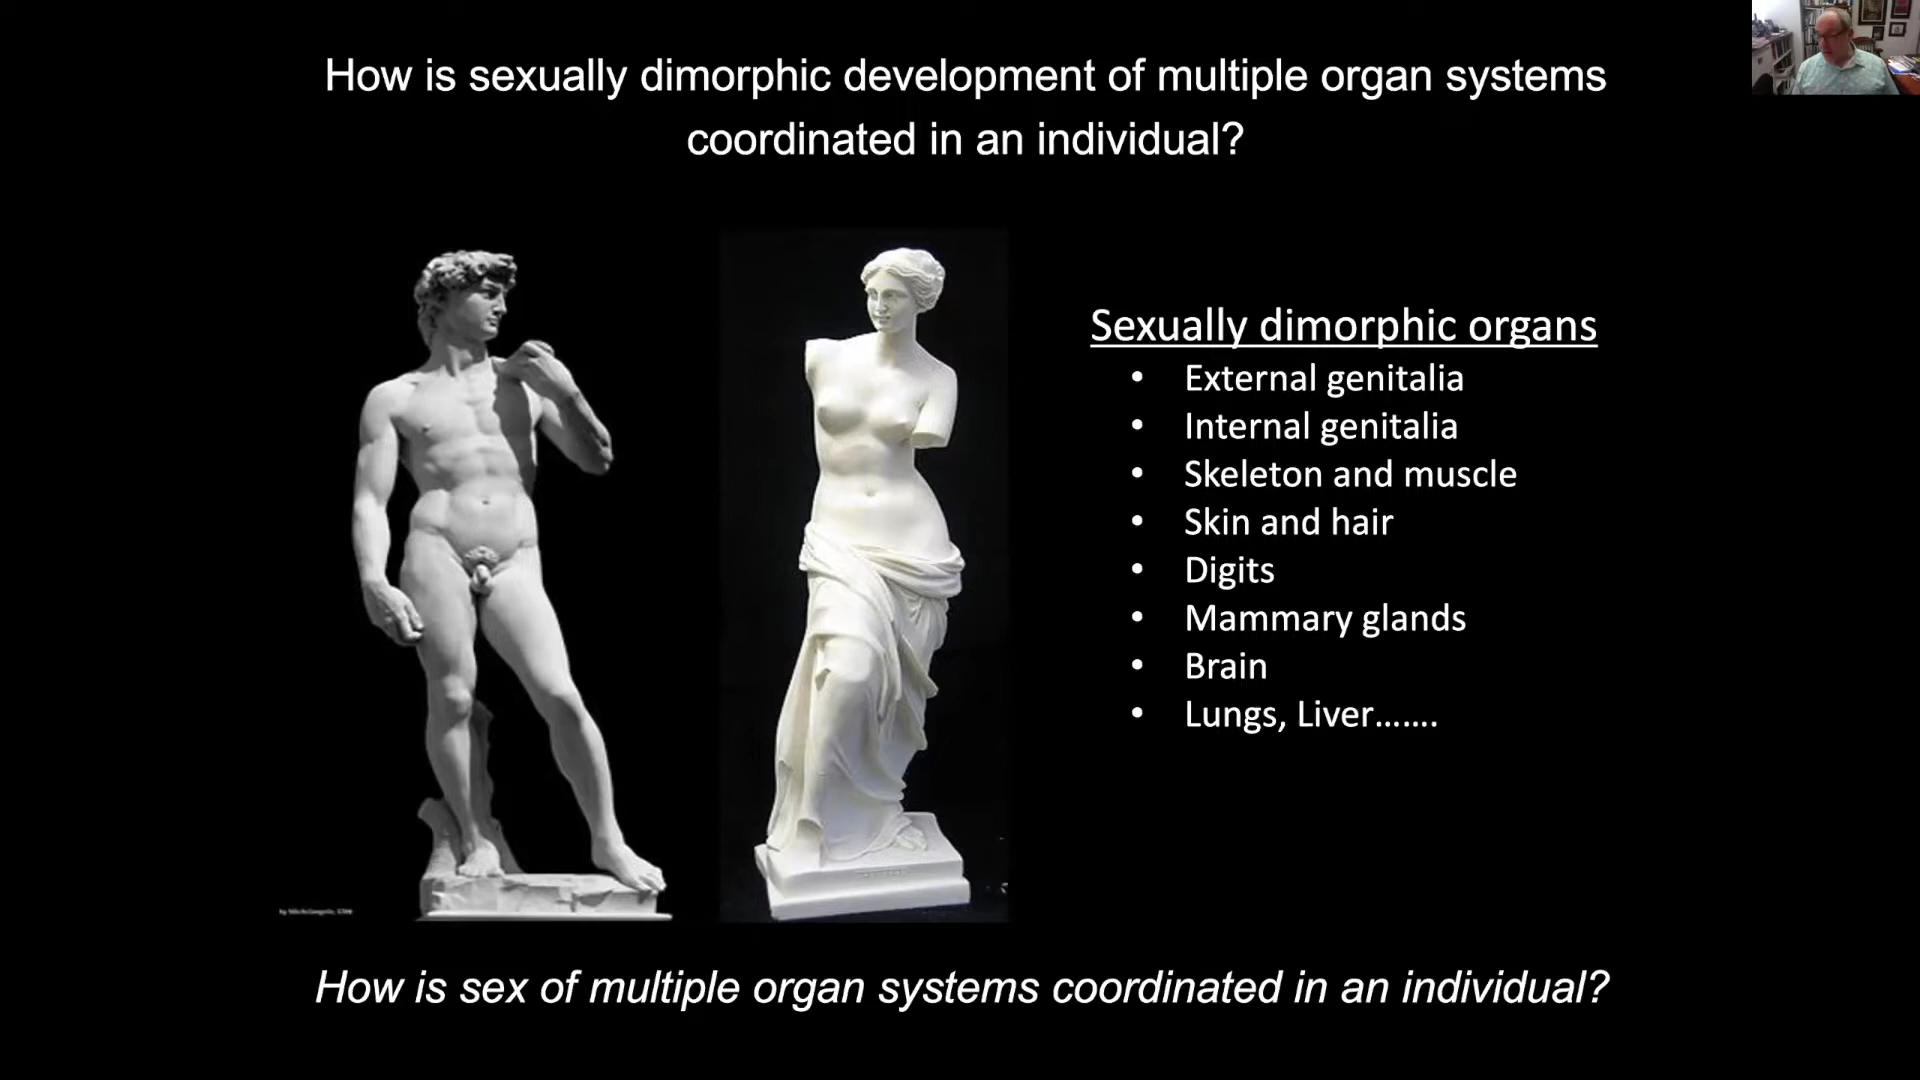 How is sexually dimorphic development of multiple organ systems
coordinated in an individual?
Sexually dimorphic organs
• External genitalia
• Internal genitalia
• Skeleton and muscle
• Skin and hair
• Digits
• Mammary glands
• Brain
• Lungs, Liver…….
How is sex of multiple organ systems coordinated in an individual?